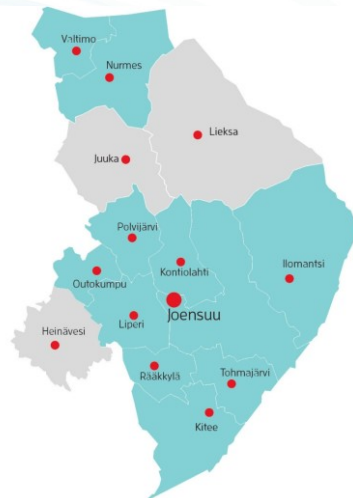 Valtimo
Nurmes
Lieksa
Juuka
Polvijärvi
Kontiolahti
Ilomantsi
Outokumpu
Joensuu
Liperi
Heinävesi
Rääkkylä
Tohmajärvi
Kitee